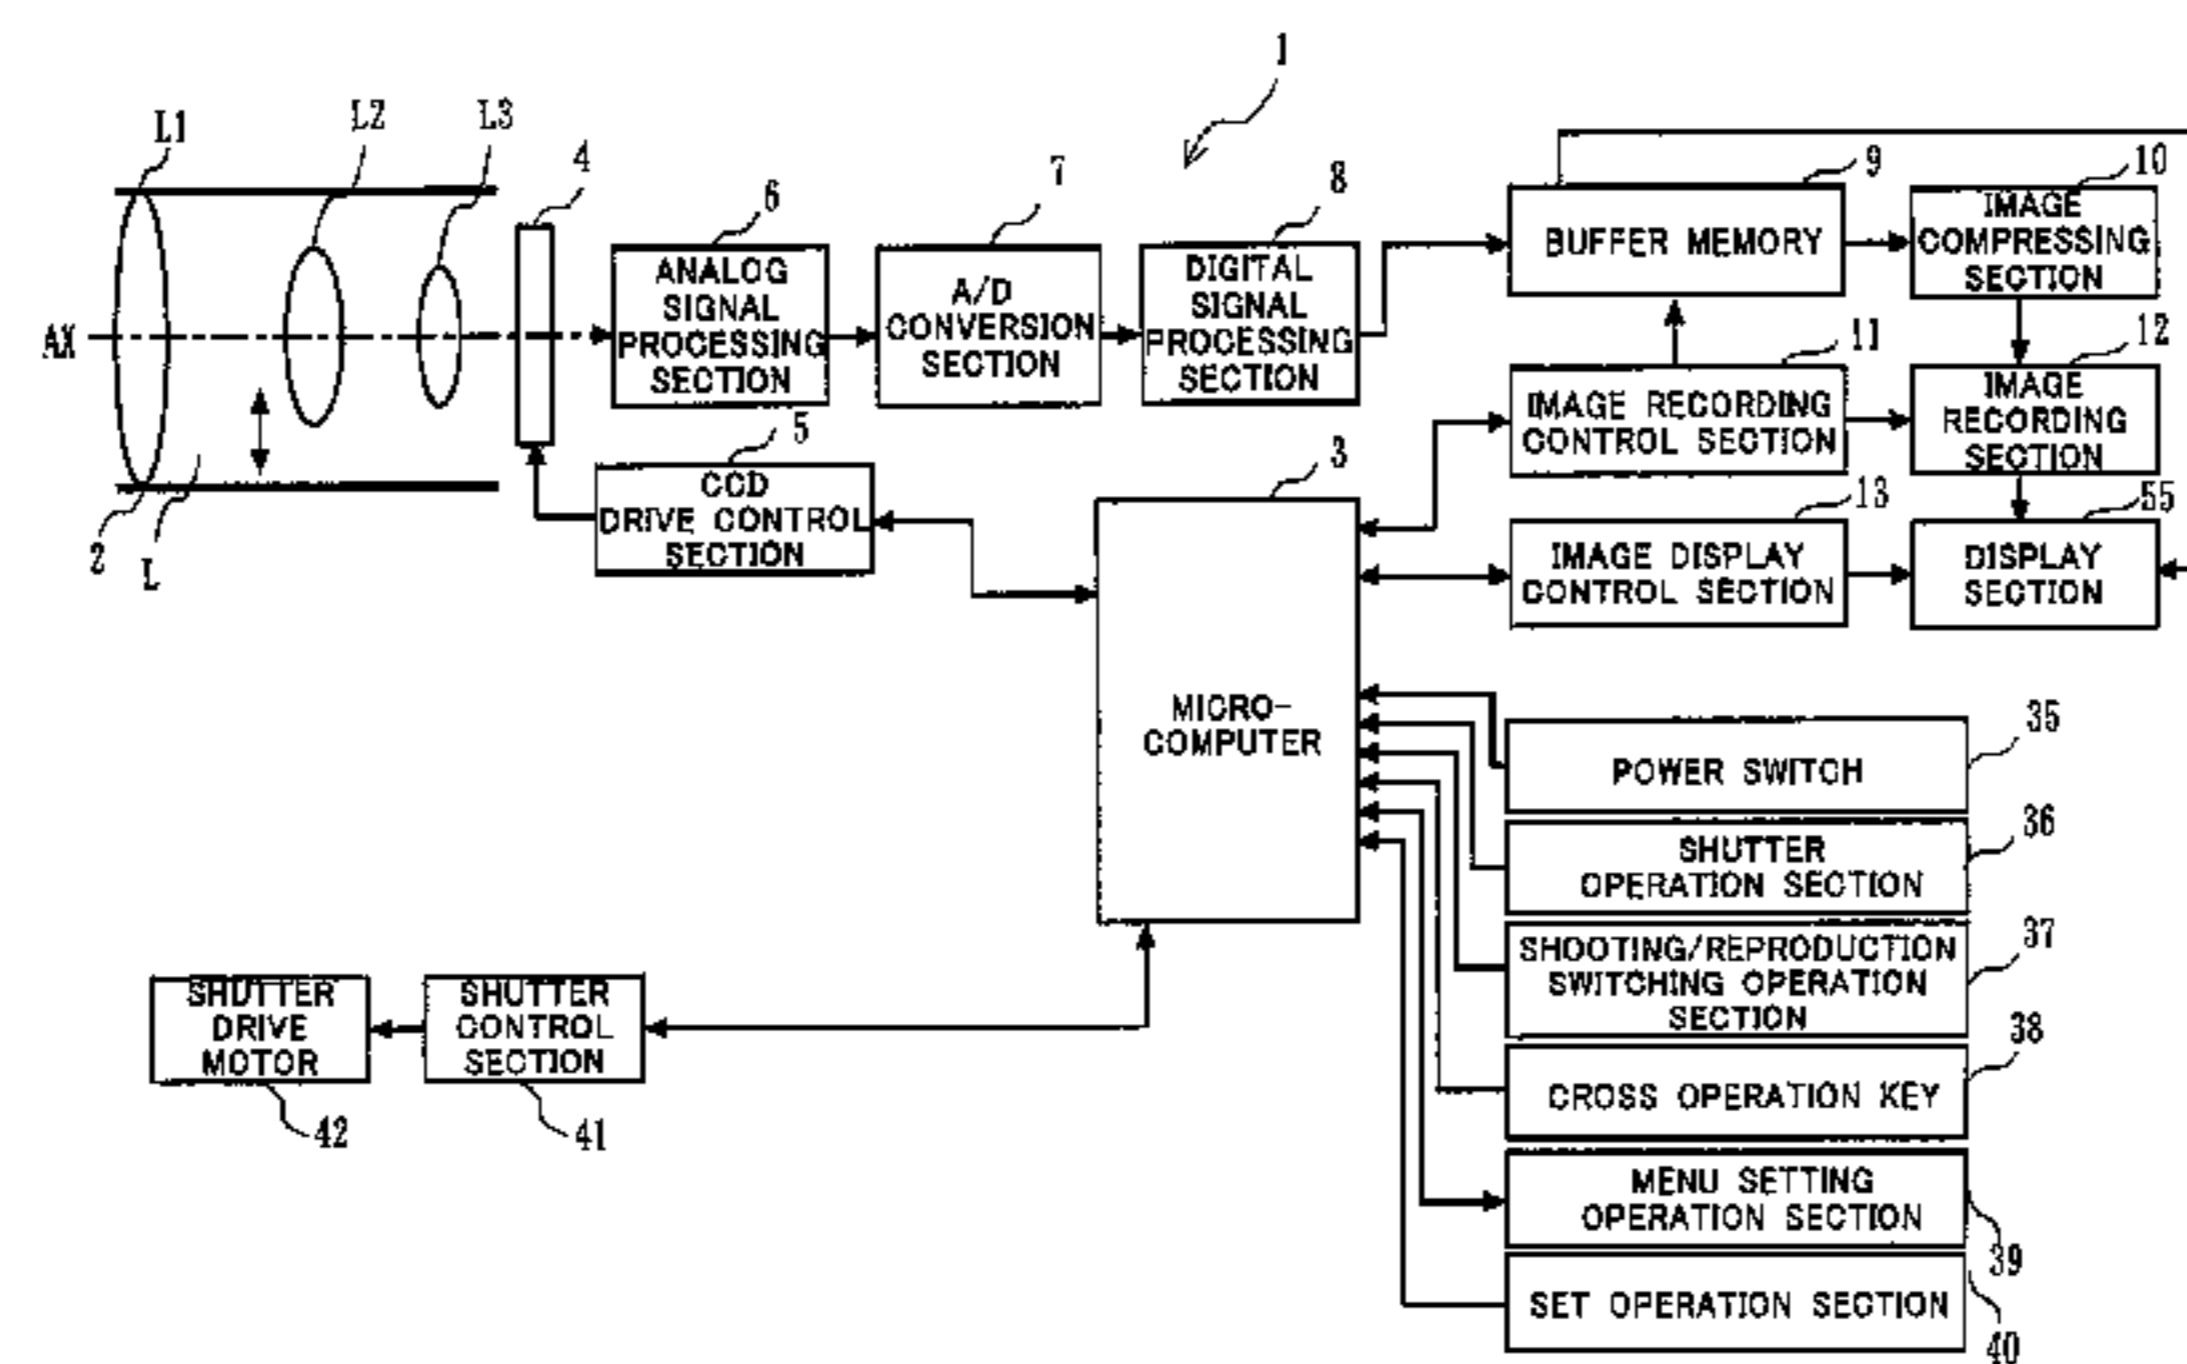 1
L1
L2
L3
4
6
7
8
9
10
AX
ANALOG
SIGNAL
PROCESSING
SECTION
A/D
CONVERSION
SECTION
DIGITAL
SIGNAL
PROCESSING
SECTION
BUFFER MEMORY
IMAGE
COMPRESSING
SECTION
11
12
IMAGE RECORDING
CONTROL SECTION
IMAGE
RECORDING
SECTION
2
L
5
CCD
DRIVE CONTROL
SECTION
3
13
55
IMAGE DISPLAY
CONTROL SECTION
DISPLAY
SECTION
MICRO-
COMPUTER
35
POWER SWITCH
36
SHUTTER
OPERATION SECTION
37
SHOOTING/REPRODUCTION
SWITCHING OPERATION
SECTION
38
CROSS OPERATION KEY
MENU SETTING
OPERATION SECTION
39
SET OPERATION SECTION
40
SHUTTER
DRIVE
MOTOR
42
SHUTTER
CONTROL
SECTION
41